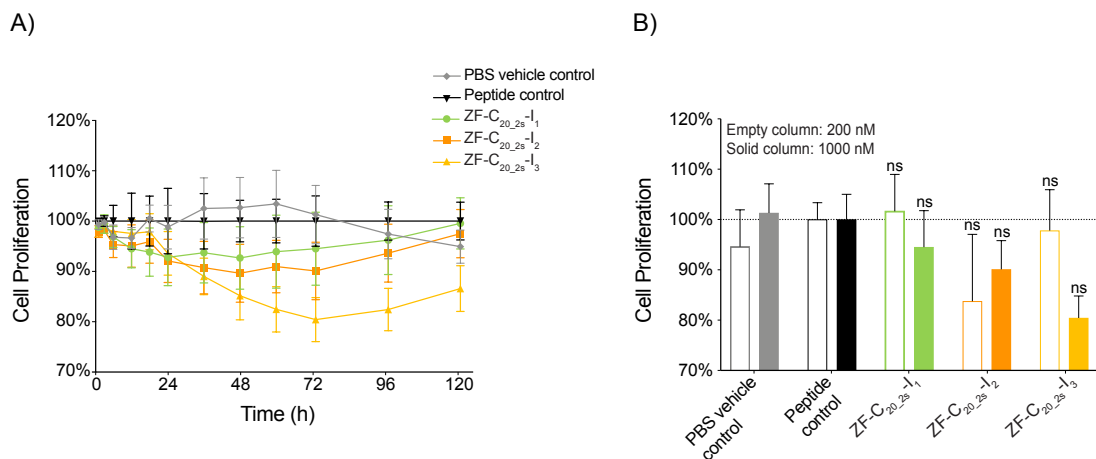 A)
B)
PBS vehicle control
Peptide control
ZF-C20_2s-I1
ZF-C20_2s-I2
ZF-C20_2s-I3
Cell Proliferation
120%
110%
100%
90%
80%
70%
0
24
48
72
96
120
Time (h)
Cell Proliferation
120%
110%
100%
90%
80%
70%
Empty column: 200 nM
Solid column: 1000 nM
ns
ns
ns
ns
ns
ns
PBS vehicle
control
Peptide
control
ZF-C20_2s-I1
ZF-C20_2s-I2
ZF-C20_2s-I3